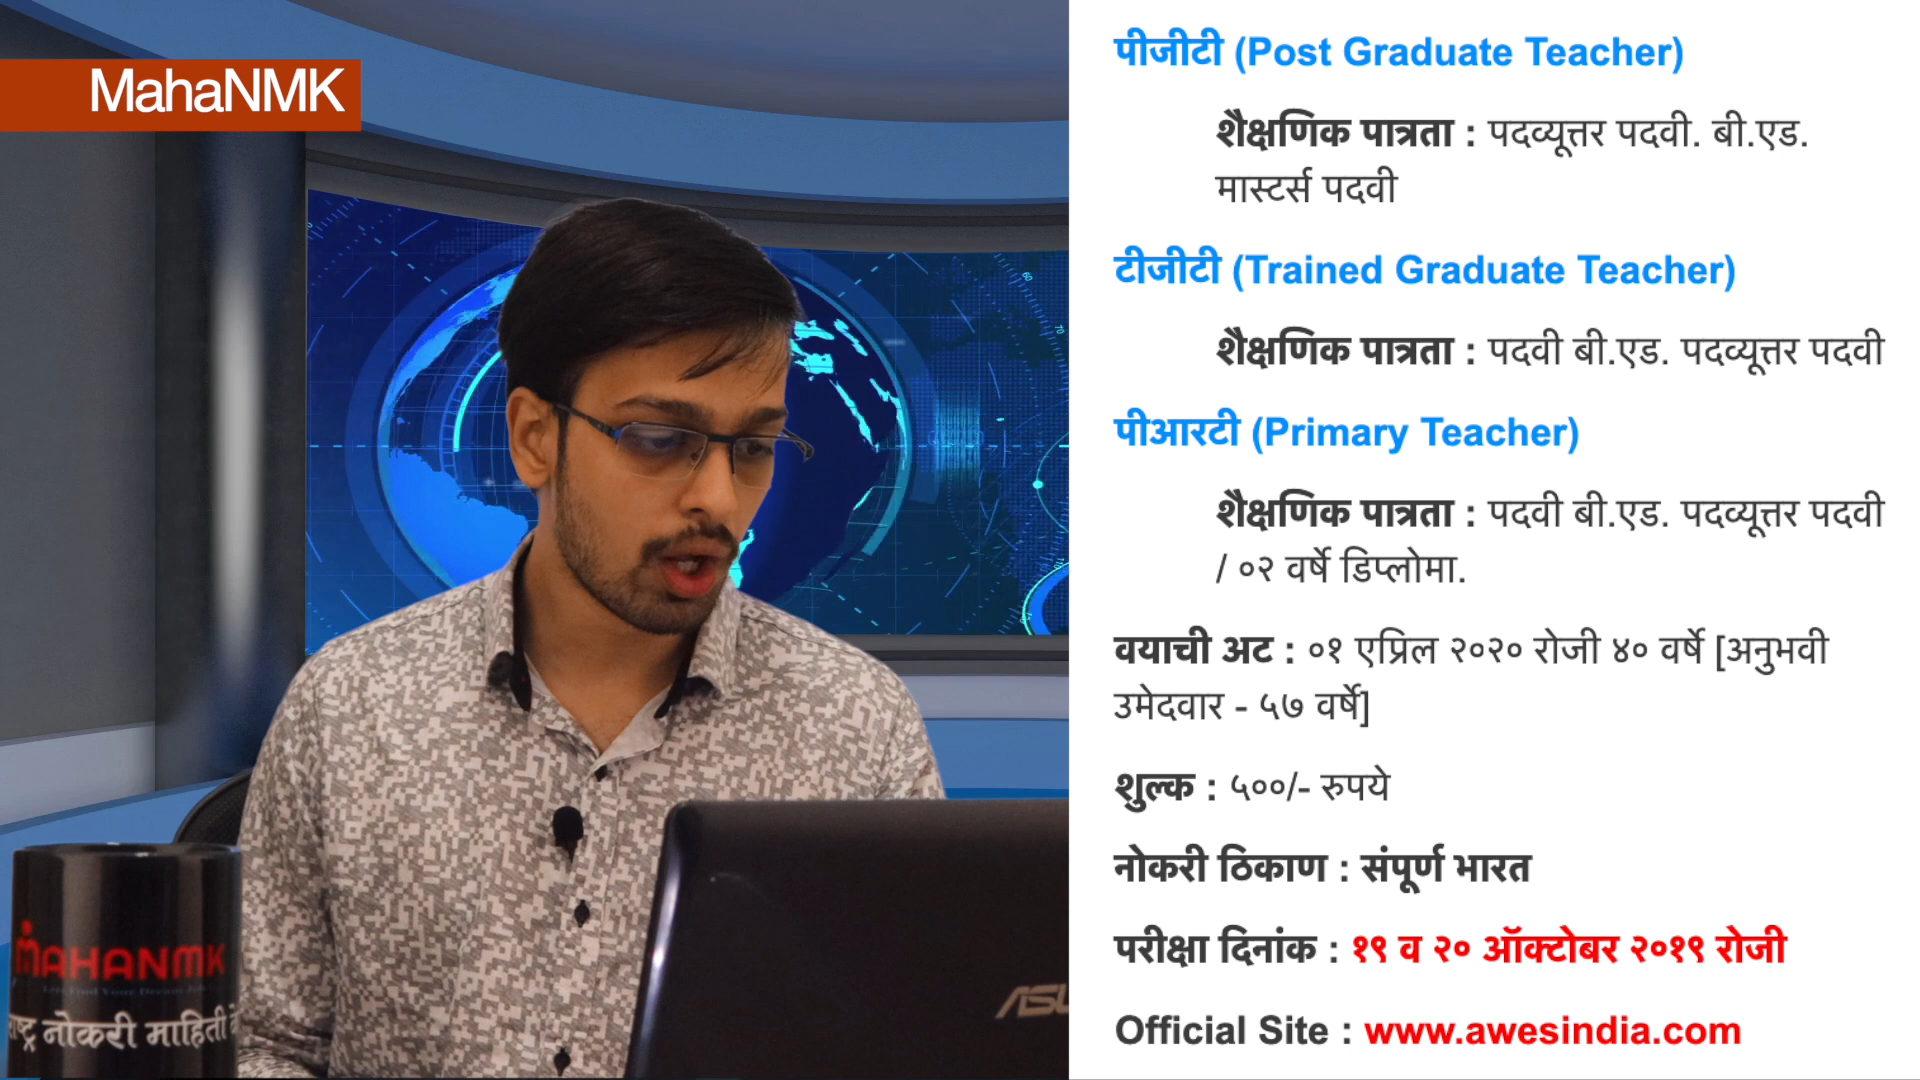 MahaNMK
पीजीटी (Post Graduate Teacher)
शैक्षणिक पात्रता : पदव्यूत्तर पदवी. बी.एड.
मास्टर्स पदवी
टीजीटी (Trained Graduate Teacher)
शैक्षणिक पात्रता : पदवी बी.एड. पदव्यूत्तर पदवी
पीआरटी (Primary Teacher)
शैक्षणिक पात्रता : पदवी बी.एड. पदव्यूत्तर पदवी
/ ०२ वर्षे डिप्लोमा.
वयाची अट : ०१ एप्रिल २०२० रोजी ४० वर्षे [अनुभवी
उमेदवार - ५७ वर्षे]
शुल्क : ५००/- रुपये
नोकरी ठिकाण : संपूर्ण भारत
परीक्षा दिनांक : १९ व २० ऑक्टोबर २०१९ रोजी
Official Site : www.awesindia.com
MAHANMK
नोकरी माहिती
ASU